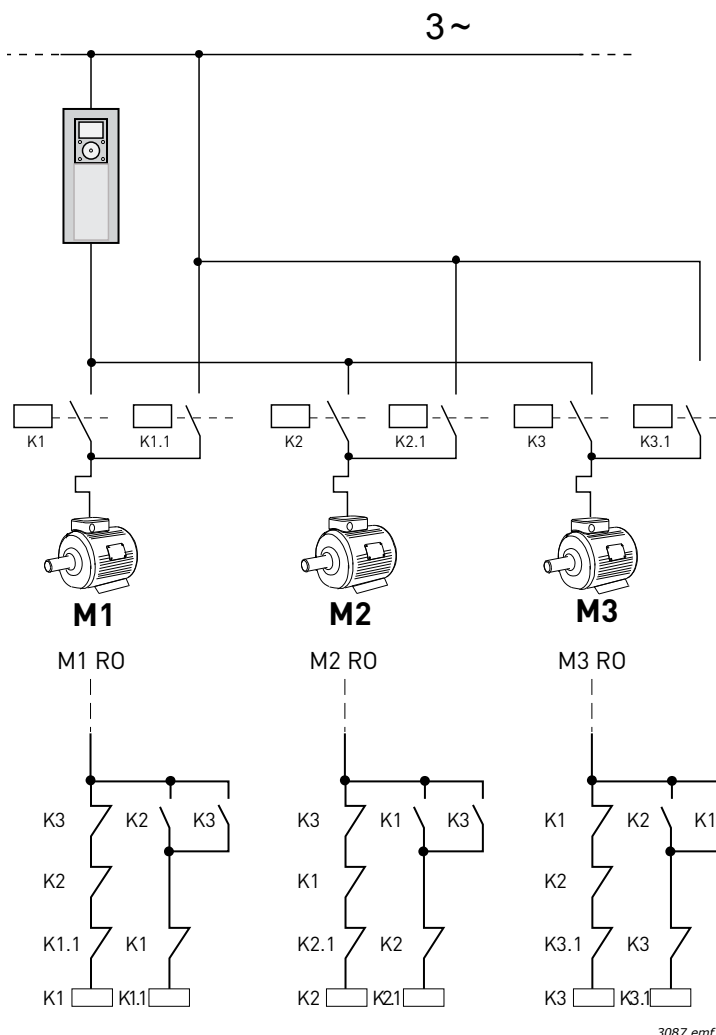 3~
K1 K1.1 K2 K2.1 K3 K3.1
M1 M2 M3
M1 RO M2 RO M3 RO
K3 K2 K3 K3 K1 K3 K1 K2 K1
K2 K1 K2
K1.1 K1 K2.1 K2 K3.1 K3
K1 K1.1 K2 K2.1 K3 K3.1
3087.emf